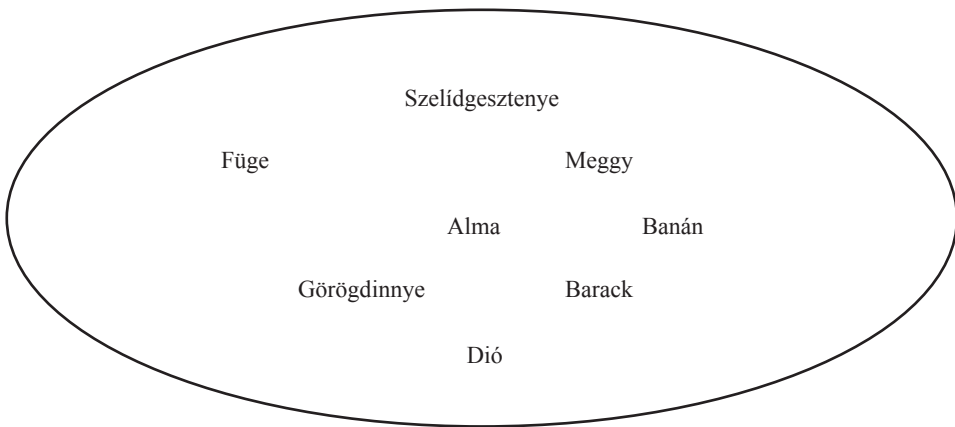 Szelídgesztenye
Füge Meggy
Alma Banán
Görögdinnye Barack
Dió